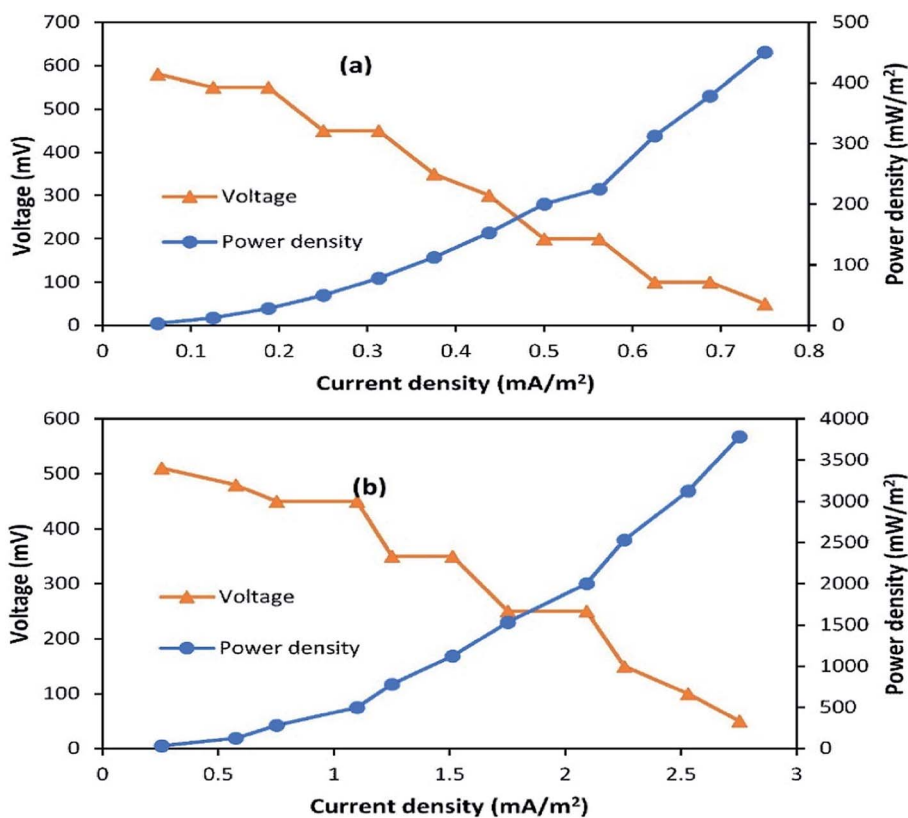 700
600
500
400
300
200
100
0
Voltage (mV)
(a)
Voltage
Power density
500
400
300
200
100
0
Power density (mW/m²)
0 0.1 0.2 0.3 0.4 0.5 0.6 0.7 0.8
Current density (mA/m²)
600
500
400
300
200
100
0
Voltage (mV)
(b)
Voltage
Power density
4000
3500
3000
2500
2000
1500
1000
500
0
Power density (mW/m²)
0 0.5 1 1.5 2 2.5 3
Current density (mA/m²)